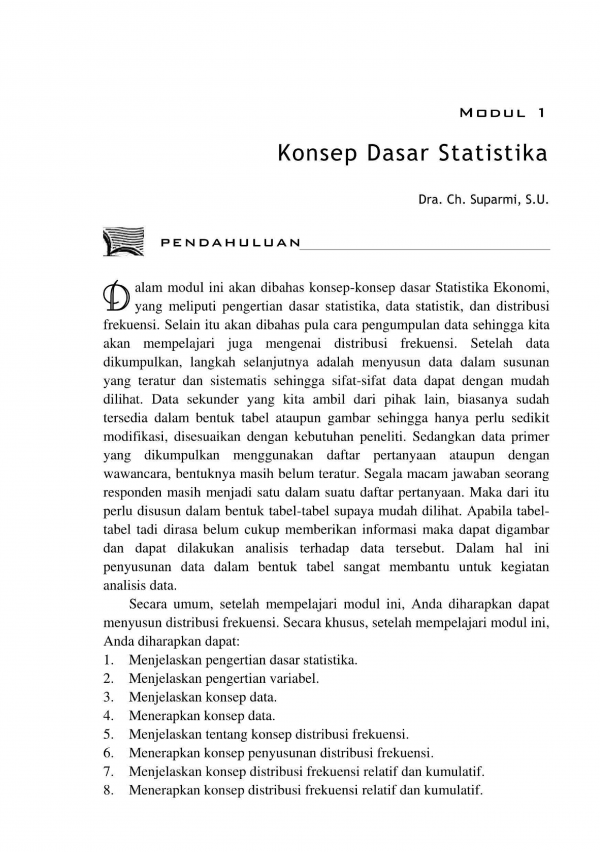 Modul 1
Konsep Dasar Statistika
Dra. Ch. Suparmi, S.U.
PENDAHULUAN
Dalam modul ini akan dibahas konsep-konsep dasar Statistika Ekonomi,
yang meliputi pengertian dasar statistika, data statistik, dan distribusi
frekuensi. Selain itu akan dibahas pula cara pengumpulan data sehingga kita
akan mempelajari juga mengenai distribusi frekuensi. Setelah data
dikumpulkan, langkah selanjutnya adalah menyusun data dalam susunan
yang teratur dan sistematis sehingga sifat-sifat data dapat dengan mudah
dilihat. Data sekunder yang kita ambil dari pihak lain, biasanya sudah
tersedia dalam bentuk tabel ataupun gambar sehingga hanya perlu sedikit
modifikasi, disesuaikan dengan kebutuhan peneliti. Sedangkan data primer
yang dikumpulkan menggunakan daftar pertanyaan ataupun dengan
wawancara, bentuknya masih belum teratur. Segala macam jawaban seorang
responden masih menjadi satu dalam suatu daftar pertanyaan. Maka dari itu
perlu disusun dalam bentuk tabel-tabel supaya mudah dilihat. Apabila tabel-
tabel tadi dirasa belum cukup memberikan informasi maka dapat digambar
dan dapat dilakukan analisis terhadap data tersebut. Dalam hal ini
penyusunan data dalam bentuk tabel sangat membantu untuk kegiatan
analisis data.
Secara umum, setelah mempelajari modul ini, Anda diharapkan dapat
menyusun distribusi frekuensi. Secara khusus, setelah mempelajari modul ini,
Anda diharapkan dapat:
1. Menjelaskan pengertian dasar statistika.
2. Menjelaskan pengertian variabel.
3. Menjelaskan konsep data.
4. Menerapkan konsep data.
5. Menjelaskan tentang konsep distribusi frekuensi.
6. Menerapkan konsep penyusunan distribusi frekuensi.
7. Menjelaskan konsep distribusi frekuensi relatif dan kumulatif.
8. Menerapkan konsep distribusi frekuensi relatif dan kumulatif.